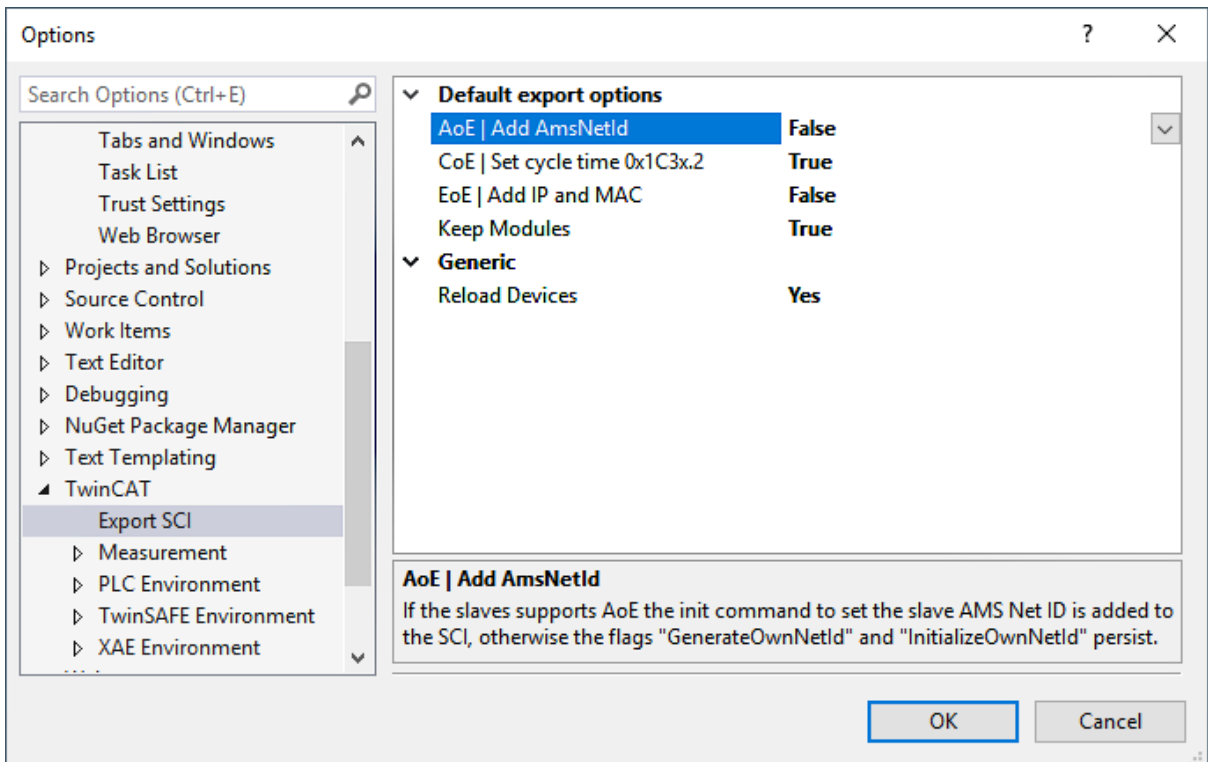 Options
?
Search Options (Ctrl+E)
Tabs and Windows
Task List
Trust Settings
Web Browser
Projects and Solutions
Source Control
Work Items
Text Editor
Debugging
NuGet Package Manager
Text Templating
TwinCAT
Export SCI
Measurement
PLC Environment
TwinSAFE Environment
XAE Environment
Default export options
AoE | Add AmsNetId False
CoE | Set cycle time 0x1C3x.2 True
EoE | Add IP and MAC False
Keep Modules True
Generic
Reload Devices Yes
AoE | Add AmsNetId
If the slaves supports AoE the init command to set the slave AMS Net ID is added to
the SCI, otherwise the flags "GenerateOwnNetId" and "InitializeOwnNetId" persist.
OK Cancel